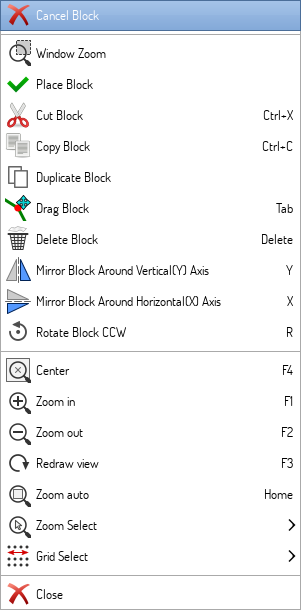 Cancel Block
Window Zoom
Place Block
Cut Block Ctrl+X
Copy Block Ctrl+C
Duplicate Block
Drag Block Tab
Delete Block Delete
Mirror Block Around Vertical(Y) Axis Y
Mirror Block Around Horizontal(X) Axis X
Rotate Block CCW R
Center F4
Zoom in F1
Zoom out F2
Redraw view F3
Zoom auto Home
Zoom Select
Grid Select
Close